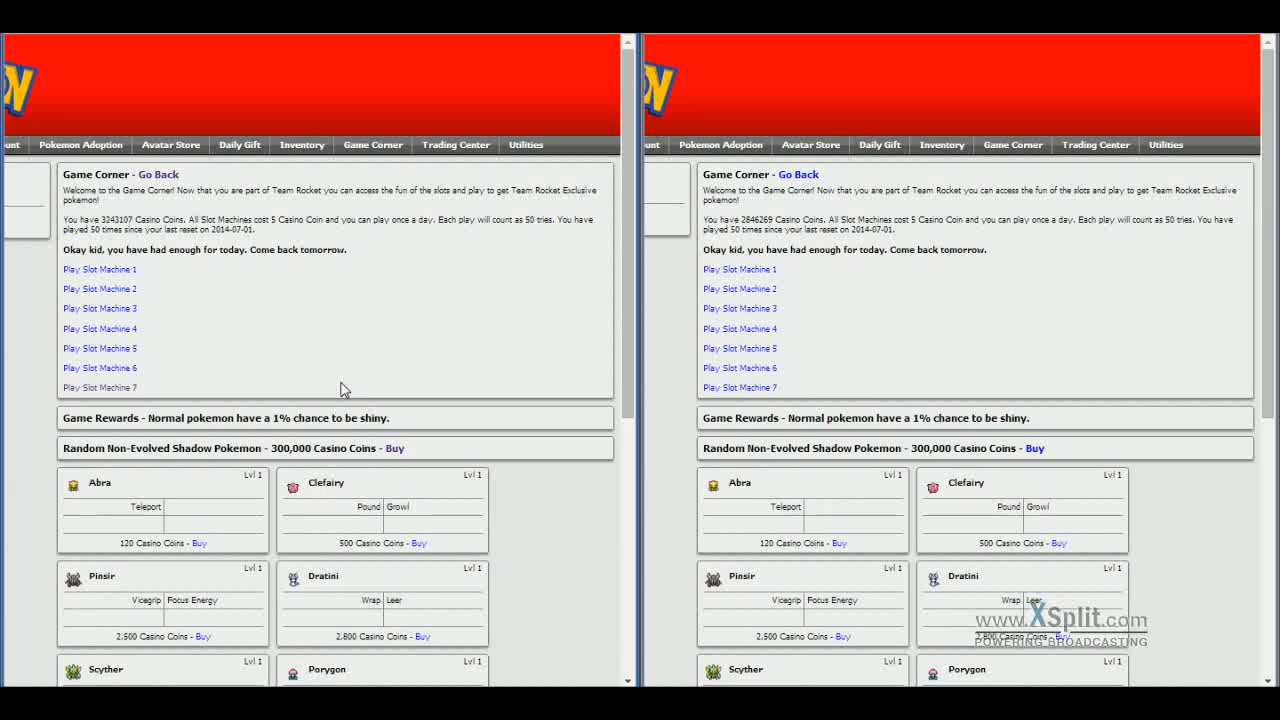 unt Pokemon Adoption Avatar Store Daily Gift Inventory Game Corner Trading Center Utilities
Game Corner - Go Back
Welcome to the Game Corner! Now that you are part of Team Rocket you can access the fun of the slots and play to get Team Rocket Exclusive
pokemon!
You have 3243107 Casino Coins. All Slot Machines cost 5 Casino Coin and you can play once a day. Each play will count as 50 tries. You have
played 50 times since your last reset on 2014-07-01.
Okay kid, you have had enough for today. Come back tomorrow.
Play Slot Machine 1
Play Slot Machine 2
Play Slot Machine 3
Play Slot Machine 4
Play Slot Machine 5
Play Slot Machine 6
Play Slot Machine 7
Game Rewards - Normal pokemon have a 1% chance to be shiny.
Random Non-Evolved Shadow Pokemon - 300,000 Casino Coins - Buy
Lvl 1 Lvl 1
Abra Clefairy
Teleport Pound Growl
120 Casino Coins - Buy 500 Casino Coins - Buy
Lvl 1 Lvl 1
Pinsir Dratini
Vicegrip Focus Energy Wrap Leer
2.500 Casino Coins - Buy 2.800 Casino Coins - Buy
Lvl 1 Lvl 1
Scyther Porygon
unt Pokemon Adoption Avatar Store Daily Gift Inventory Game Corner Trading Center Utilities
Game Corner - Go Back
Welcome to the Game Corner! Now that you are part of Team Rocket you can access the fun of the slots and play to get Team Rocket Exclusive
pokemon!
You have 2846269 Casino Coins. All Slot Machines cost 5 Casino Coin and you can play once a day. Each play will count as 50 tries. You have
played 50 times since your last reset on 2014-07-01.
Okay kid, you have had enough for today. Come back tomorrow.
Play Slot Machine 1
Play Slot Machine 2
Play Slot Machine 3
Play Slot Machine 4
Play Slot Machine 5
Play Slot Machine 6
Play Slot Machine 7
Game Rewards - Normal pokemon have a 1% chance to be shiny.
Random Non-Evolved Shadow Pokemon - 300,000 Casino Coins - Buy
Lvl 1 Lvl 1
Abra Clefairy
Teleport Pound Growl
120 Casino Coins - Buy 500 Casino Coins - Buy
Lvl 1 Lvl 1
Pinsir Dratini
Vicegrip Focus Energy Wrap Leer
2.500 Casino Coins - Buy 2.800 Casino Coins - Buy
www.XSplit.com
POWERING BROADCASTING
Lvl 1 Lvl 1
Scyther Porygon